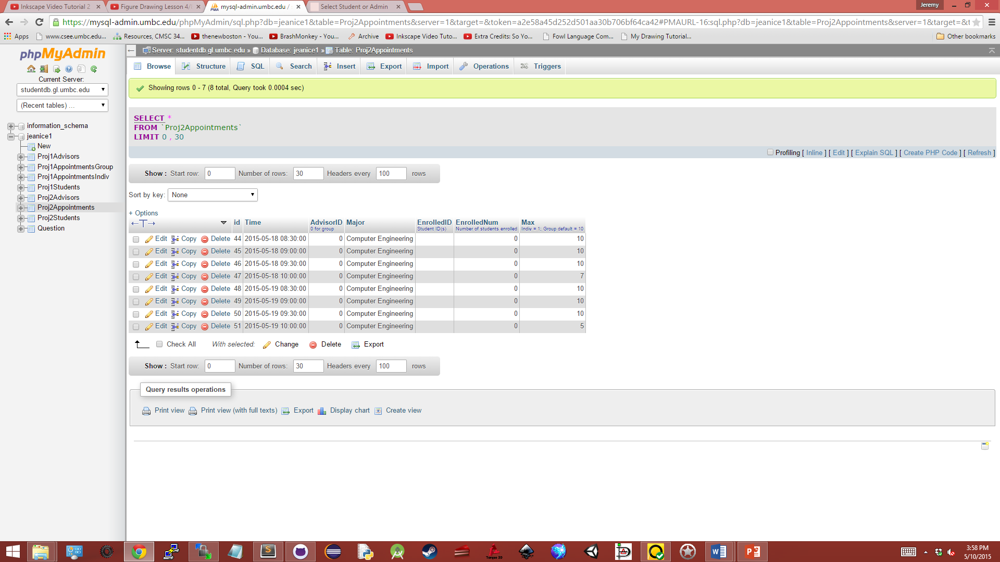 Inkscape Video Tutorial 2
Figure Drawing Lesson 4/
mysql-admin.umbc.edu /
Select Student or Admin
Jeremy
https://mysql-admin.umbc.edu/phpMyAdmin/sql.php?db=jeanice1&table=Proj2Appointments&server=1&target=&token=a2e58a45d252d501aa30b706bf64ca42#PMAURL-16:sql.php?db=jeanice1&table=Proj2Appointments&server=1&target=&t
Apps www.csee.umbc.edu... Resources, CMSC 34... thenewboston - You... BrashMonkey - You... Archive Inkscape Video Tuto... Extra Credits: So Yo... Fowl Language Com... My Drawing Tutorial... Other bookmarks
phpMyAdmin
Current Server:
studentdb.gl.umbc.edu
(Recent tables) ...
information_schema
jeanice1
New
Proj1Advisors
Proj1AppointmentsGroup
Proj1AppointmentsIndiv
Proj1Students
Proj2Advisors
Proj2Appointments
Proj2Students
Question
Server: studentdb.gl.umbc.edu » Database: jeanice1 » Table: Proj2Appointments
Browse Structure SQL Search Insert Export Import Operations Triggers
Showing rows 0 - 7 (8 total, Query took 0.0004 sec)
SELECT *
FROM `Proj2Appointments`
LIMIT 0 , 30
Profiling [ Inline ] [ Edit ] [ Explain SQL ] [ Create PHP Code ] [ Refresh ]
Show : Start row: 0 Number of rows: 30 Headers every 100 rows
Sort by key: None
+ Options
id Time AdvisorID Major EnrolledID EnrolledNum Max
0 for group Student ID(s) Number of students enrolled Indiv = 1; Group default = 10
Edit Copy Delete 44 2015-05-18 08:30:00 0 Computer Engineering 0 10
Edit Copy Delete 45 2015-05-18 09:00:00 0 Computer Engineering 0 10
Edit Copy Delete 46 2015-05-18 09:30:00 0 Computer Engineering 0 10
Edit Copy Delete 47 2015-05-18 10:00:00 0 Computer Engineering 0 7
Edit Copy Delete 48 2015-05-19 08:30:00 0 Computer Engineering 0 10
Edit Copy Delete 49 2015-05-19 09:00:00 0 Computer Engineering 0 10
Edit Copy Delete 50 2015-05-19 09:30:00 0 Computer Engineering 0 10
Edit Copy Delete 51 2015-05-19 10:00:00 0 Computer Engineering 0 5
Check All With selected: Change Delete Export
Show : Start row: 0 Number of rows: 30 Headers every 100 rows
Query results operations
Print view Print view (with full texts) Export Display chart Create view
3:58 PM
5/10/2015